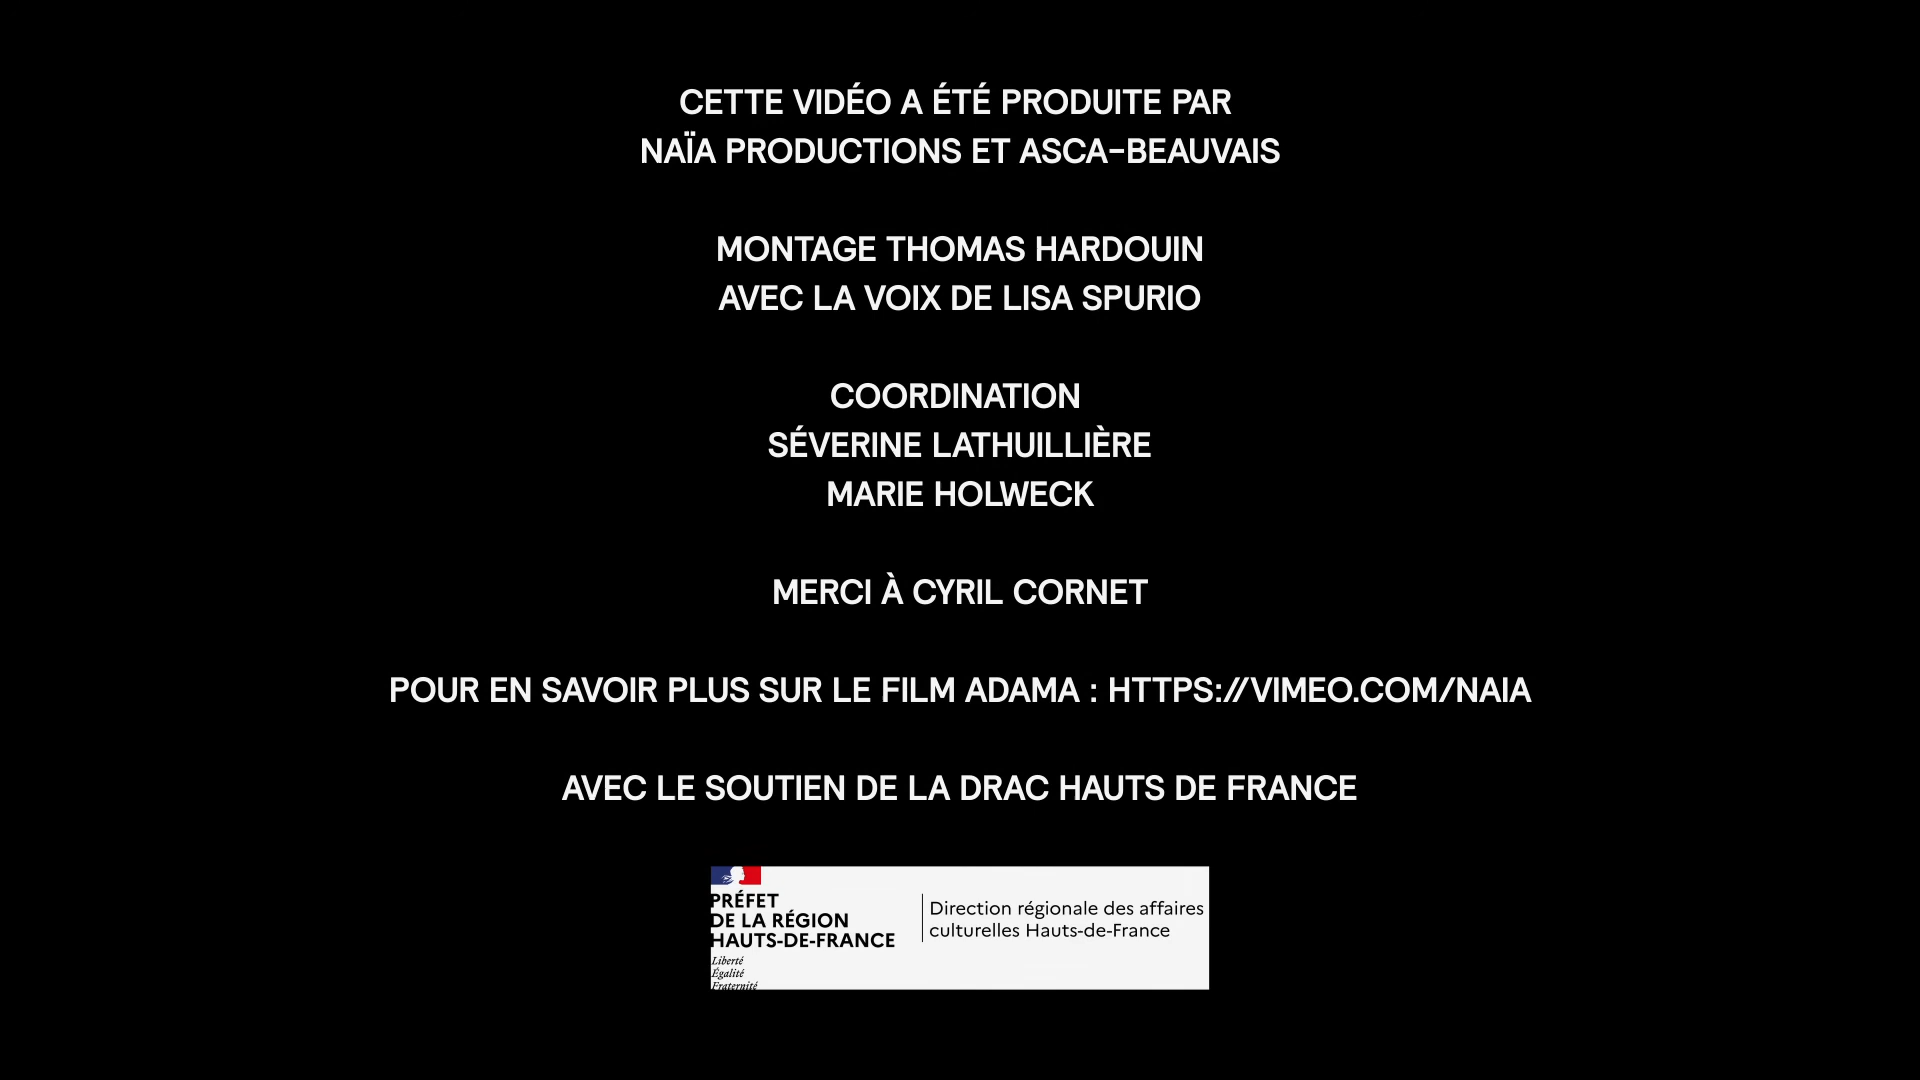 CETTE VIDÉO A ÉTÉ PRODUITE PAR
NAÏA PRODUCTIONS ET ASCA-BEAUVAIS
MONTAGE THOMAS HARDOUIN
AVEC LA VOIX DE LISA SPURIO
COORDINATION
SÉVERINE LATHUILLIÈRE
MARIE HOLWECK
MERCI À CYRIL CORNET
POUR EN SAVOIR PLUS SUR LE FILM ADAMA : HTTPS://VIMEO.COM/NAIA
AVEC LE SOUTIEN DE LA DRAC HAUTS DE FRANCE
PRÉFET
DE LA RÉGION
HAUTS-DE-FRANCE
Liberté
Égalité
Fraternité
Direction régionale des affaires
culturelles Hauts-de-France